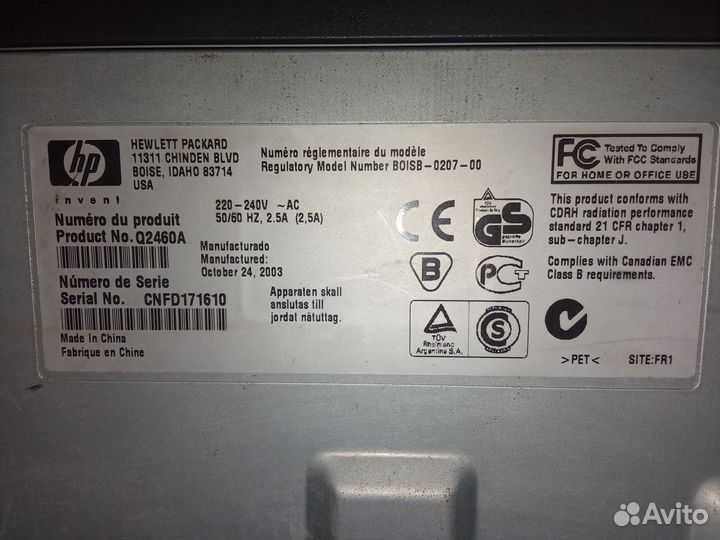 hp
invent
HEWLETT PACKARD
11311 CHINDEN BLVD
BOISE, IDAHO 83714
USA
Numéro réglementaire du modèle
Regulatory Model Number BOISB-0207-00
220-240V ~AC
50/60 HZ, 2.5A (2,5A)
Numéro du produit
Product No. Q2460A
Manufacturado
Manufactured
October 24, 2003
Numéro de Serie
Serial No. CNFD171610
Apparaten skall
anslutas till
jordat nätuttag.
Made In China
Fabrique en Chine
CE
GS
B
PCT
TÜV
Rheinland
Argentina S.A.
S
N
FC Tested To Comply
With FCC Standards
FOR HOME OR OFFICE USE
This product conforms with
CDRH radiation performance
standard 21 CFR chapter 1,
sub-chapter J.
Complies with Canadian EMC
Class B requirements.
>PET<
SITE:FR1
Avito